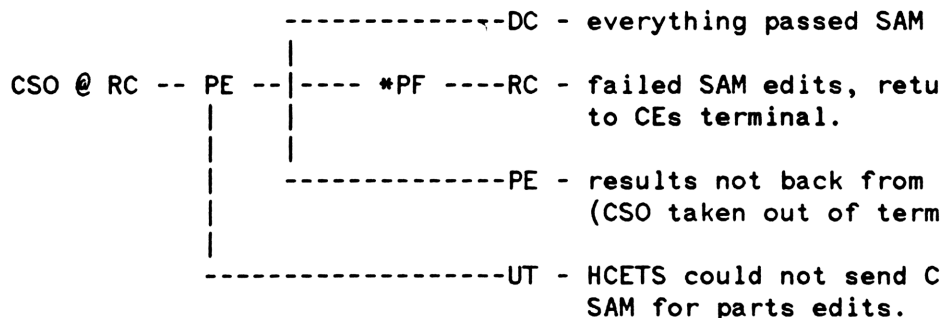 DC - everything passed SAM
CSO @ RC -- PE -- ---- *PF ----RC - failed SAM edits, retu
to CEs terminal.
PE - results not back from
(CSO taken out of term
UT - HCETS could not send C
SAM for parts edits.